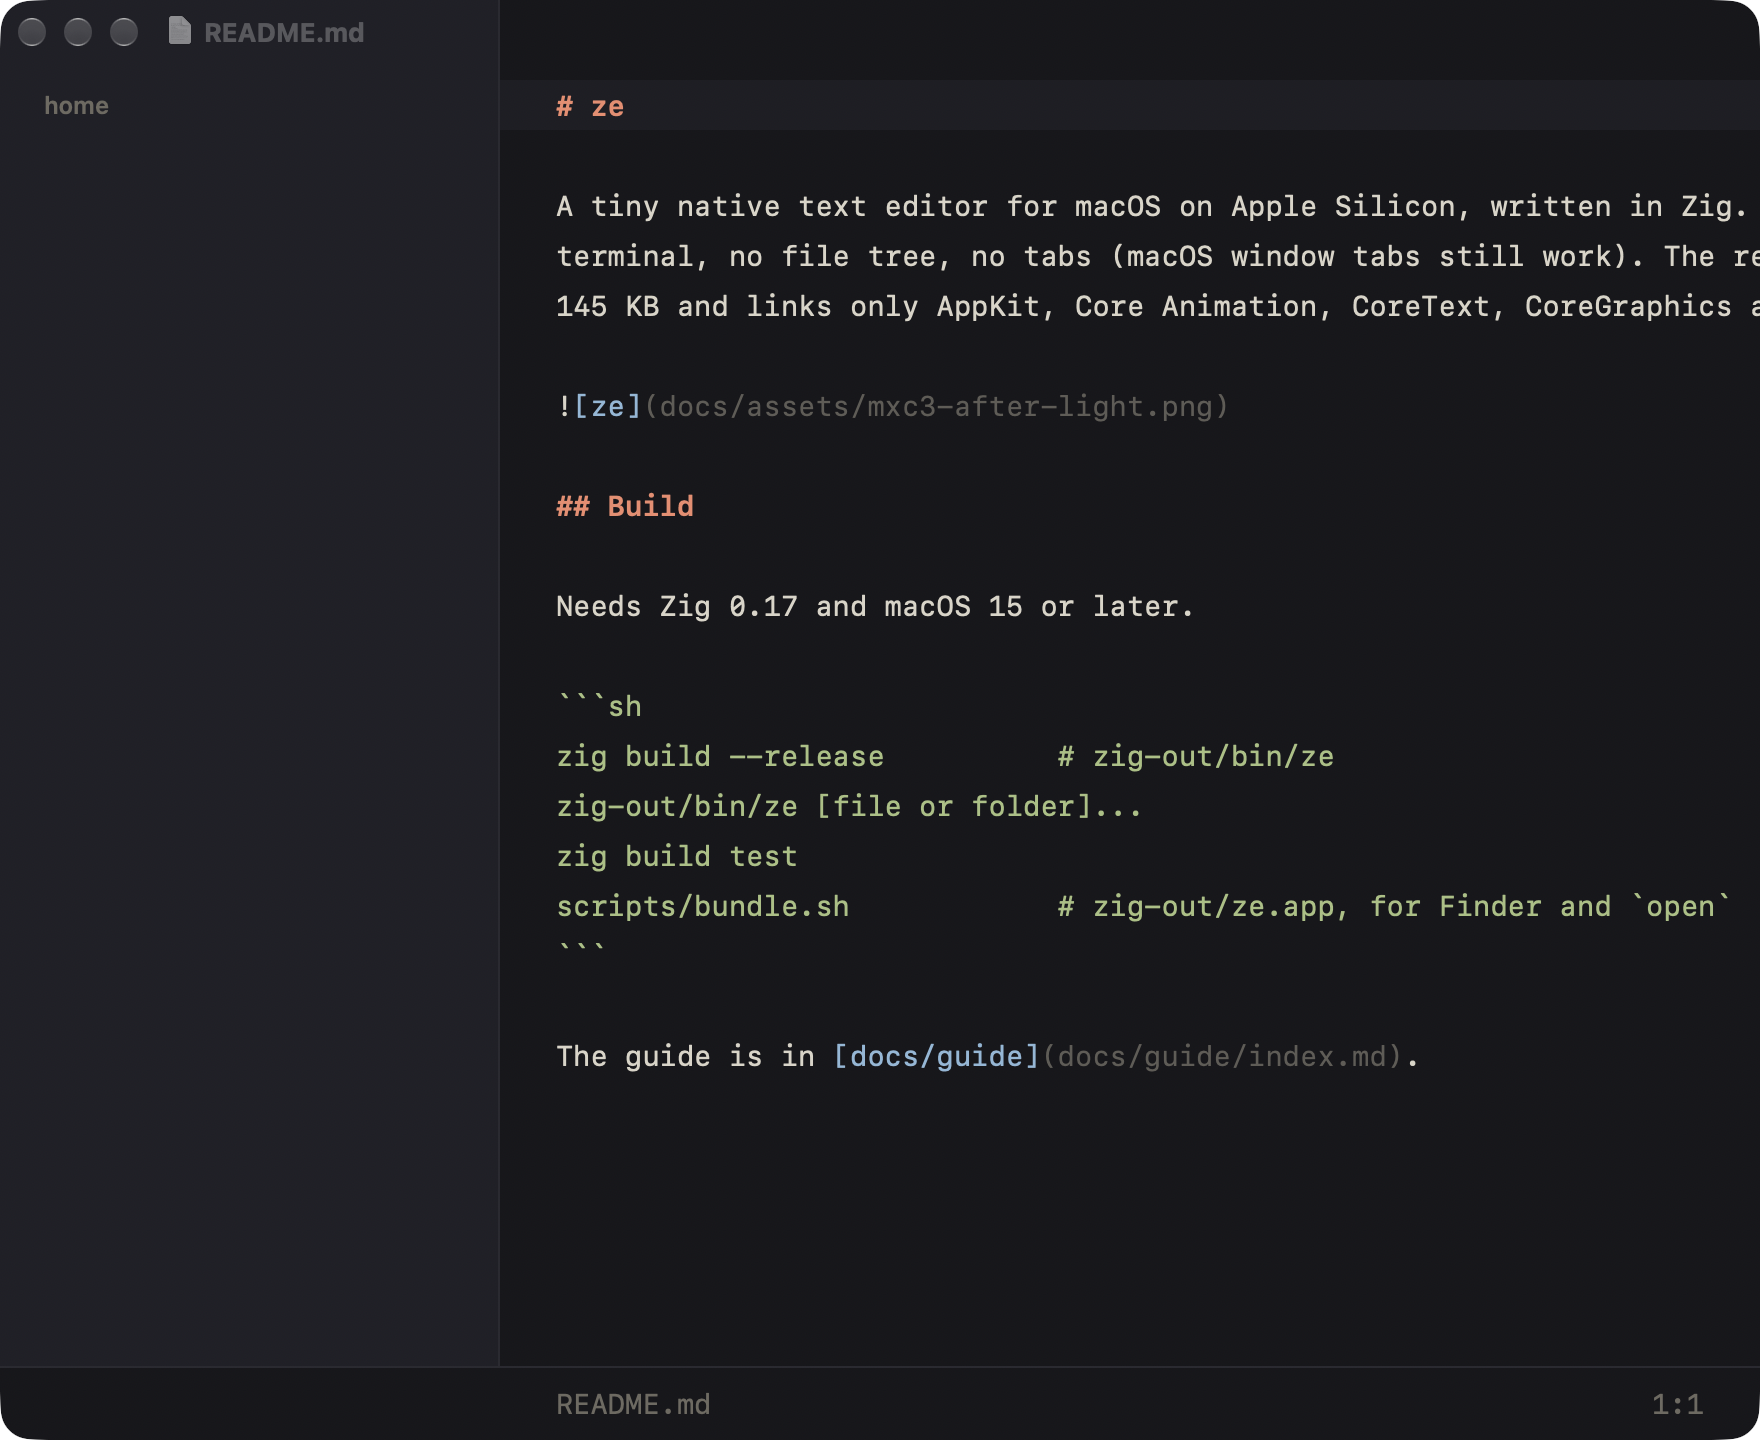 README.md
home
# ze
A tiny native text editor for macOS on Apple Silicon, written in Zig.
terminal, no file tree, no tabs (macOS window tabs still work). The
145 KB and links only AppKit, Core Animation, CoreText, CoreGraphics
![ze](docs/assets/mxc3-after-light.png)
## Build
Needs Zig 0.17 and macOS 15 or later.
```sh
zig build --release          # zig-out/bin/ze
zig-out/bin/ze [file or folder]...
zig build test
scripts/bundle.sh            # zig-out/ze.app, for Finder and `open`
```
The guide is in [docs/guide](docs/guide/index.md).
README.md
1:1